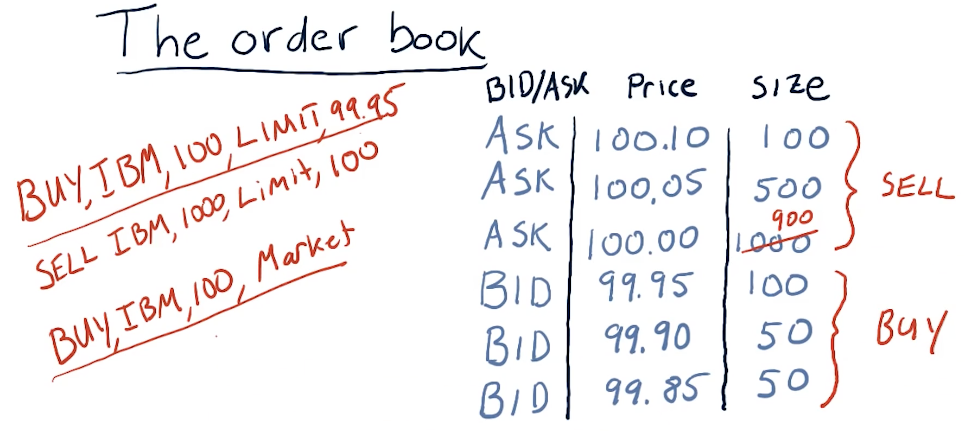 The order book
BUY, IBM, 100, LIMIT, 99.95
SELL IBM, 1000, Limit, 100
BUY, IBM, 100, Market
BID/ASK Price SIZE
ASK 100.10 100
ASK 100,05 500
900
ASK 100.00 1000
BID 99.95 100
BID 99.90 50
BID 99.85 50
SELL
BUY